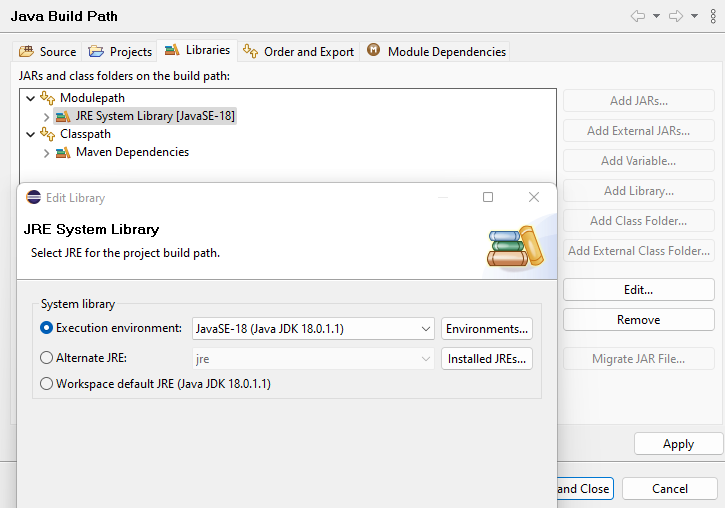 Java Build Path
Source Projects Libraries Order and Export Module Dependencies
JARs and class folders on the build path:
Modulepath
JRE System Library [JavaSE-18]
Classpath
Maven Dependencies
Add JARs...
Add External JARs...
Add Variable...
Add Library...
Add Class Folder...
Add External Class Folder...
Edit...
Remove
Migrate JAR File...
Apply
and Close Cancel
Edit Library
JRE System Library
Select JRE for the project build path.
System library
Execution environment: JavaSE-18 (Java JDK 18.0.1.1) Environments...
Alternate JRE: jre Installed JREs...
Workspace default JRE (Java JDK 18.0.1.1)